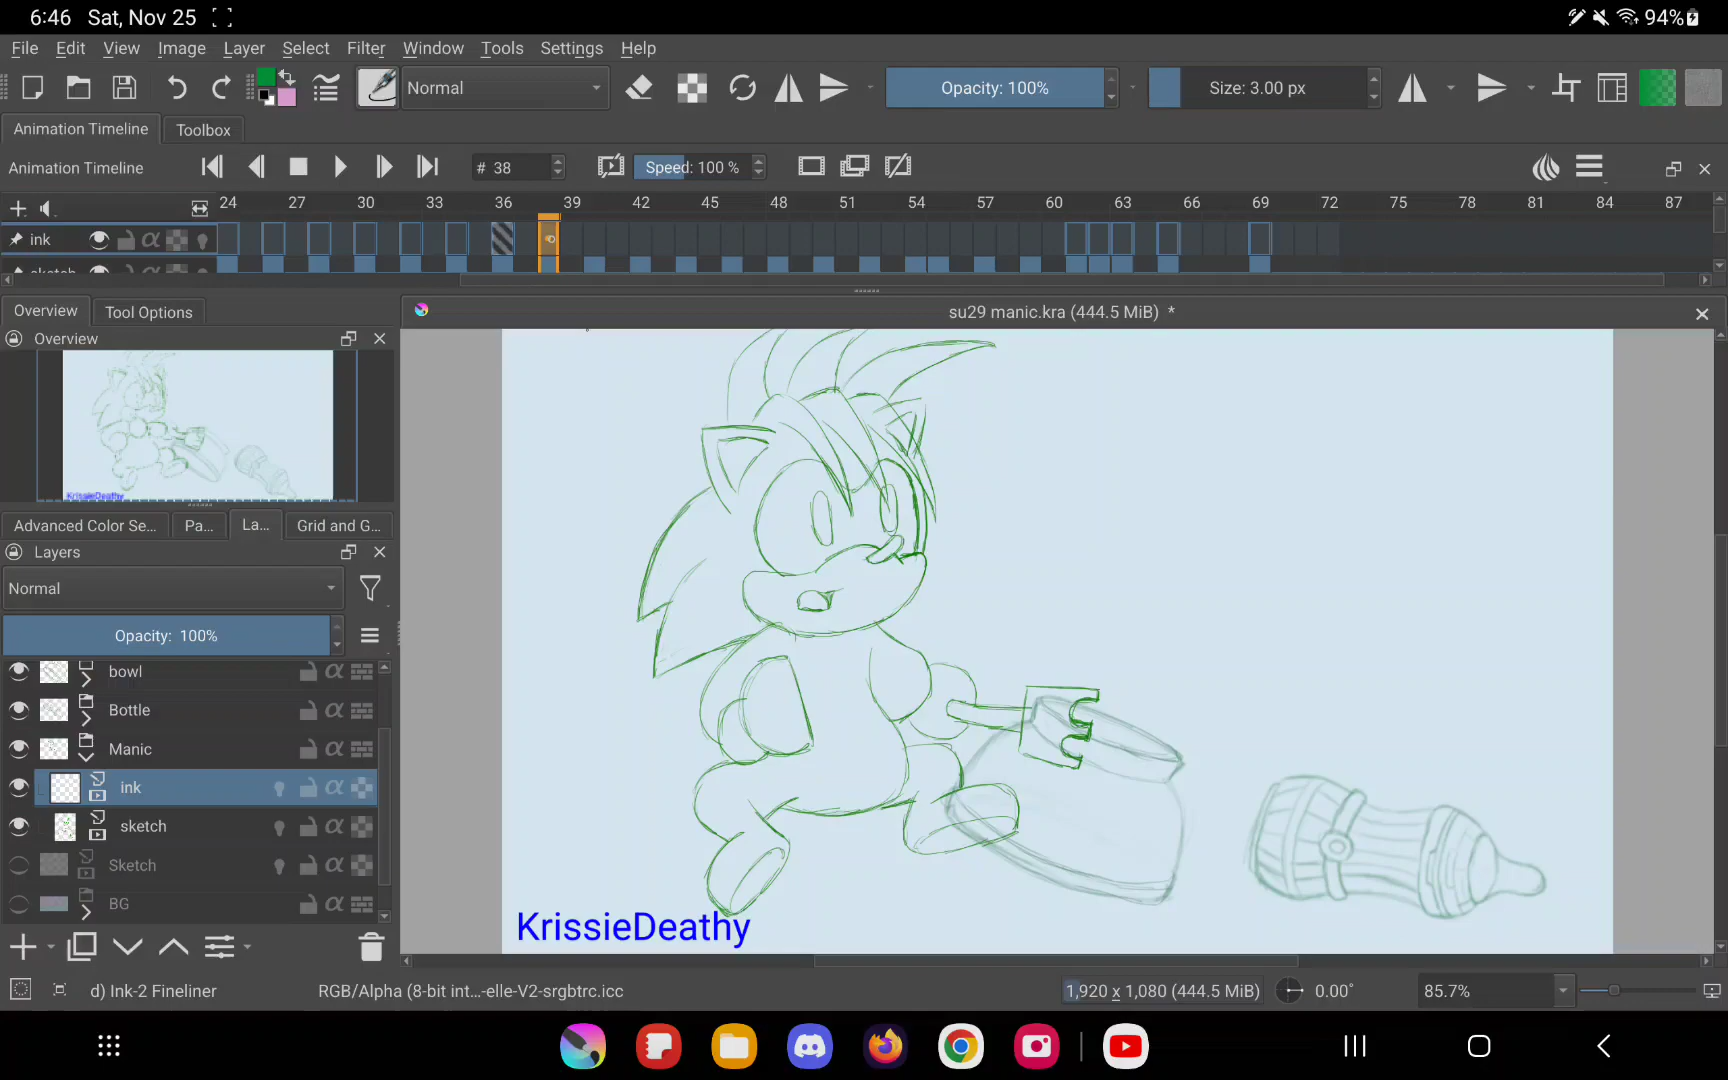 6:46 Sat, Nov 25 94%
File Edit View Image Layer Select Filter Window Tools Settings Help
Normal Opacity: 100% Size: 3.00 px
Animation Timeline Toolbox
Animation Timeline # 38 Speed: 100 %
24 27 30 33 36 39 42 45 48 51 54 57 60 63 66 69 72 75 78 81 84 87
ink
sketch
Overview Tool Options su29 manic.kra (444.5 MiB) *
Overview
KrissieDeathy
Advanced Color Se... Pa... La... Grid and G...
Layers
Normal
Opacity: 100%
bowl
Bottle
Manic
ink
sketch
Sketch
BG
KrissieDeathy
d) Ink-2 Fineliner RGB/Alpha (8-bit int...-elle-V2-srgbtrc.icc 1,920 x 1,080 (444.5 MiB) 0.00° 85.7%